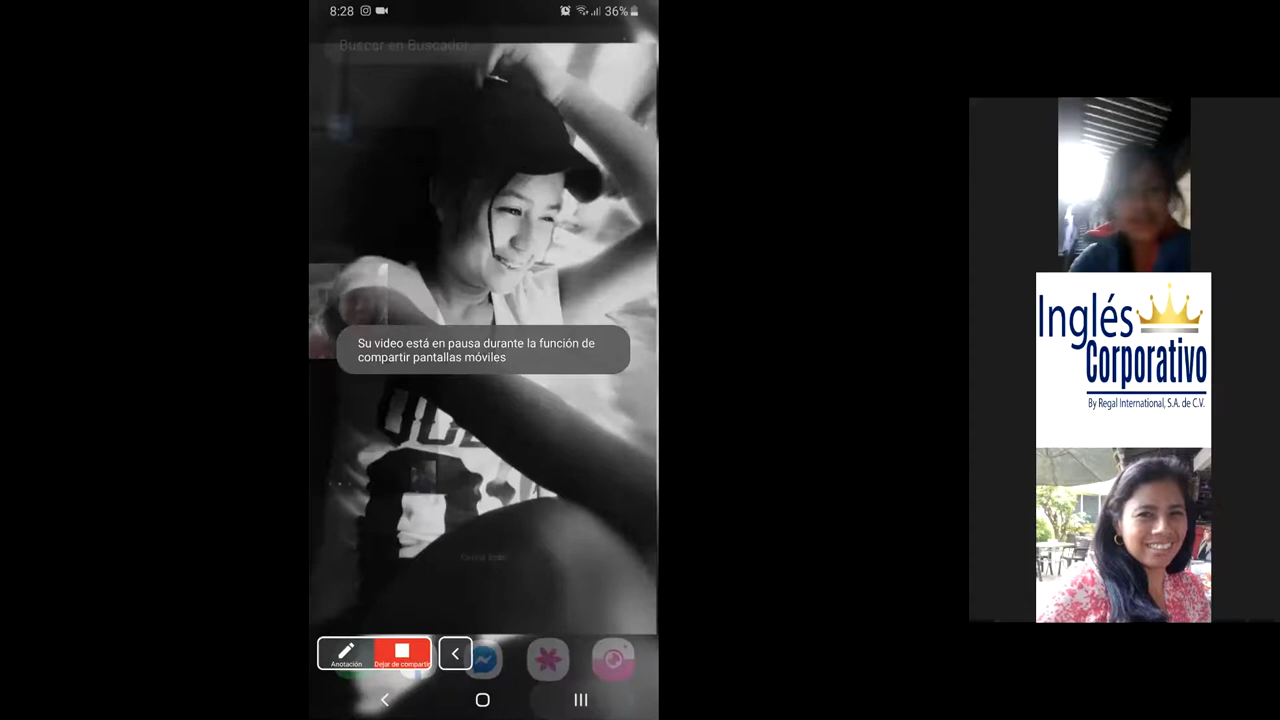 8:28
36%
Buscar en Buscador
Su video está en pausa durante la función de
compartir pantallas móviles
Anotación
Dejar de compartir
Inglés
Corporativo
By Regal International, S.A. de C.V.